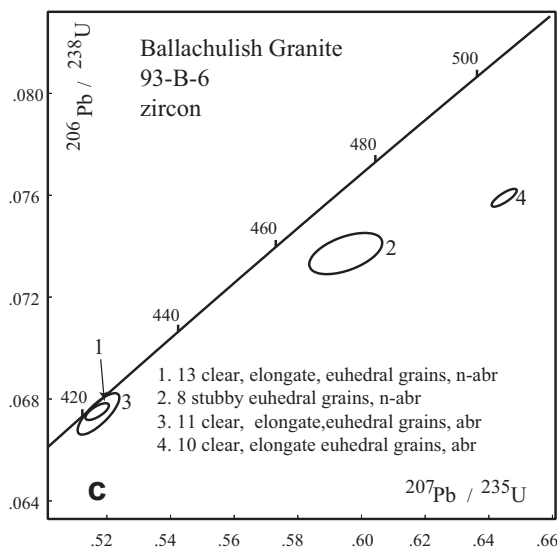 Ballachulish Granite
93-B-6
zircon
206Pb / 238U
.080
.076
.072
.068
.064
500
480
460
440
420
1
2
3
4
1. 13 clear, elongate, euhedral grains, n-abr
2. 8 stubby euhedral grains, n-abr
3. 11 clear, elongate,euhedral grains, abr
4. 10 clear, elongate euhedral grains, abr
C
207Pb / 235U
.52 .54 .56 .58 .60 .62 .64 .66